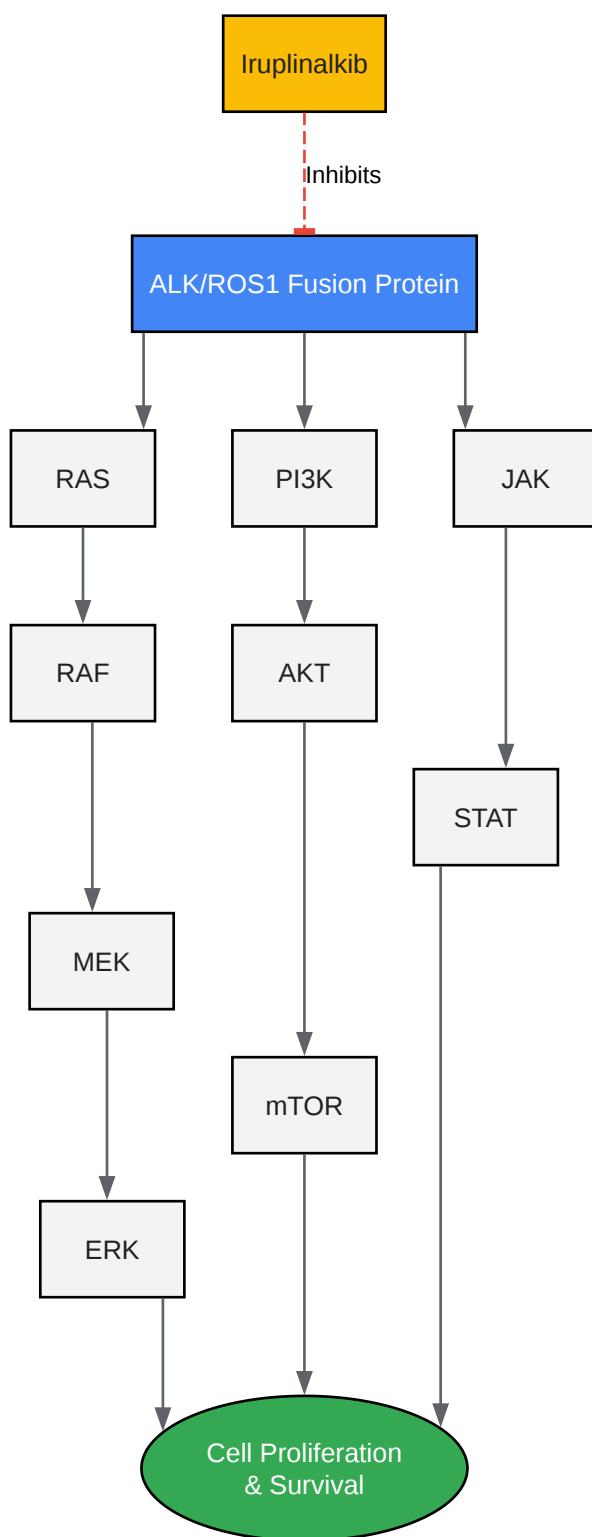 Iruplinalkib
Inhibits
ALK/ROS1 Fusion Protein
RAS
PI3K
JAK
RAF
AKT
STAT
MEK
mTOR
ERK
Cell Proliferation
& Survival